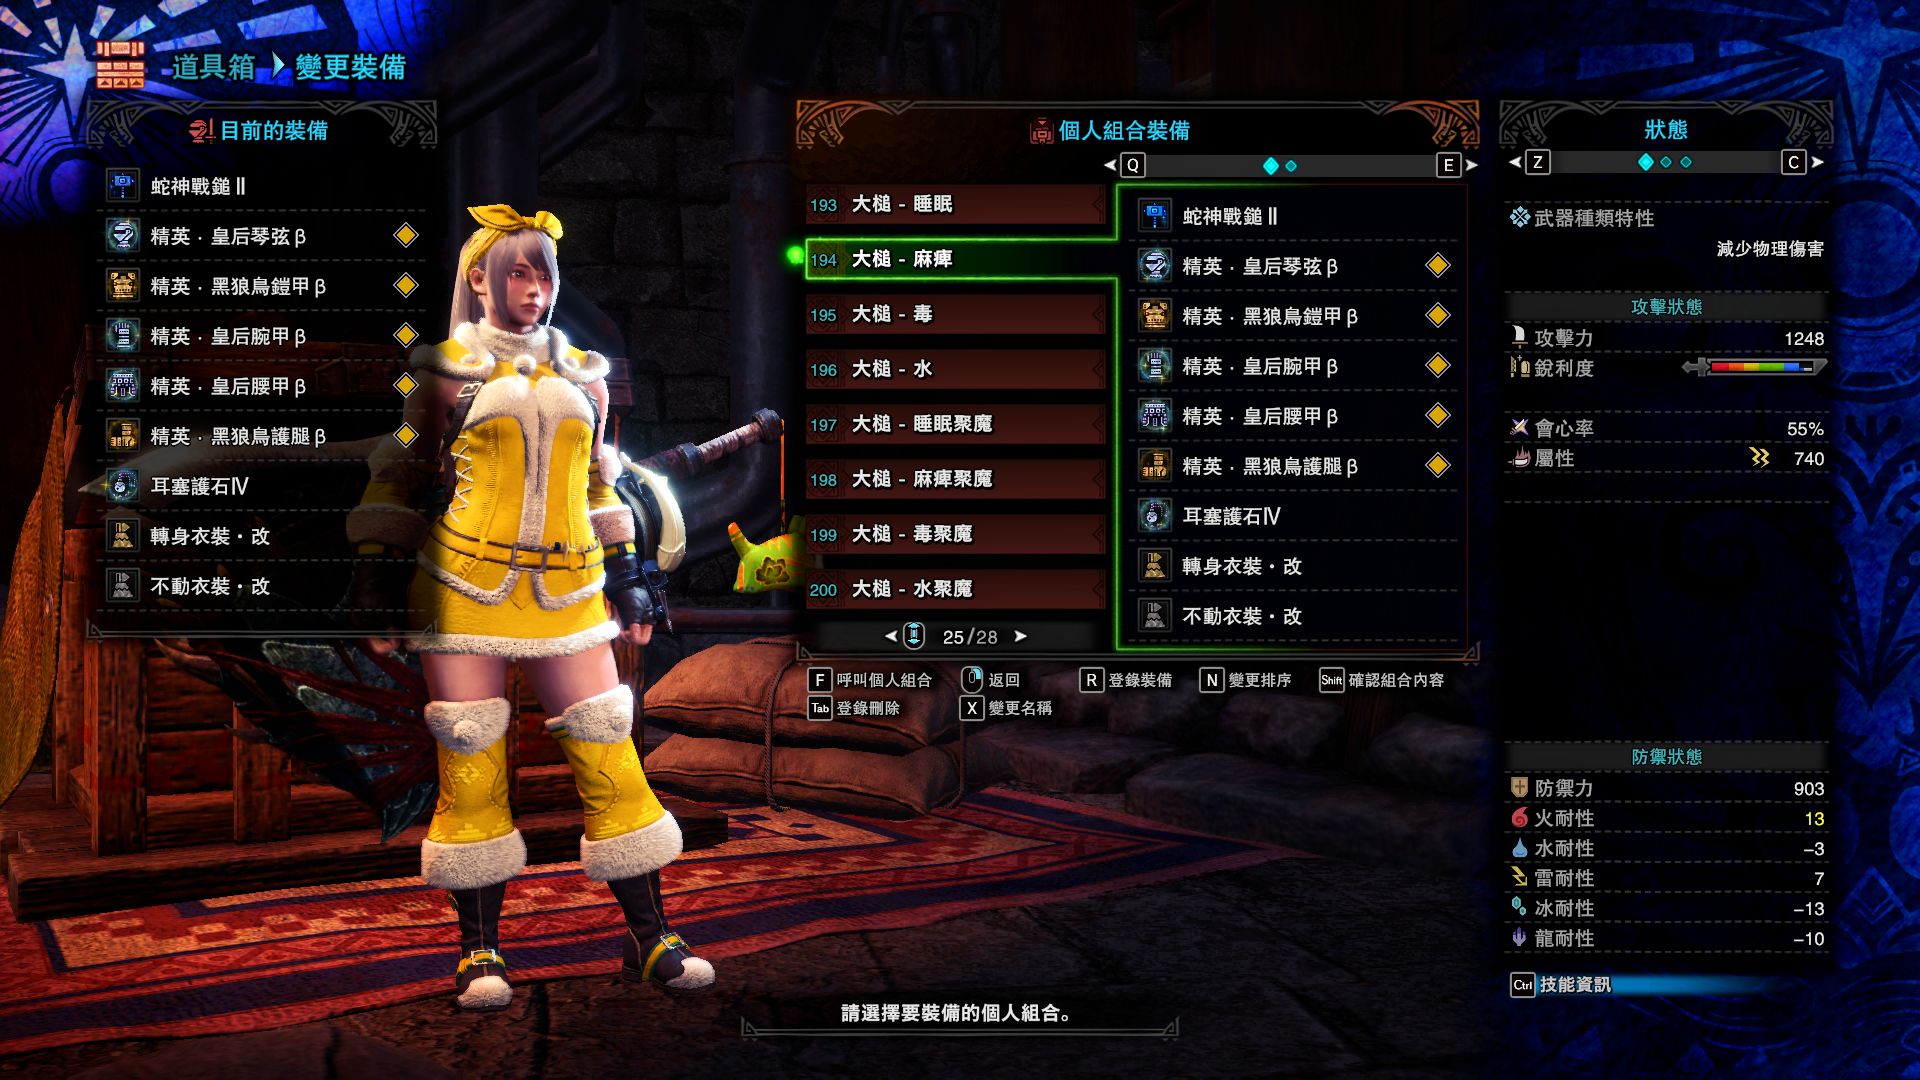 道具箱 變更裝備
目前的裝備
蛇神戰鎚Ⅱ
精英．皇后琴弦β
精英．黑狼鳥鎧甲β
精英．皇后腕甲β
精英．皇后腰甲β
精英．黑狼鳥護腿β
耳塞護石Ⅳ
轉身衣裝・改
不動衣裝・改
個人組合裝備
Q E
193 大槌 - 睡眠
194 大槌 - 麻痺
195 大槌 - 毒
196 大槌 - 水
197 大槌 - 睡眠聚魔
198 大槌 - 麻痺聚魔
199 大槌 - 毒聚魔
200 大槌 - 水聚魔
25/28
蛇神戰鎚Ⅱ
精英．皇后琴弦β
精英．黑狼鳥鎧甲β
精英．皇后腕甲β
精英．皇后腰甲β
精英．黑狼鳥護腿β
耳塞護石Ⅳ
轉身衣裝・改
不動衣裝・改
F 呼叫個人組合 返回 R 登錄裝備 N 變更排序 Shift 確認組合內容
Tab 登錄刪除 X 變更名稱
狀態
Z C
武器種類特性
減少物理傷害
攻擊狀態
攻擊力 1248
銳利度
會心率 55%
屬性 740
防禦狀態
防禦力 903
火耐性 13
水耐性 -3
雷耐性 7
冰耐性 -13
龍耐性 -10
Ctrl 技能資訊
請選擇要裝備的個人組合。